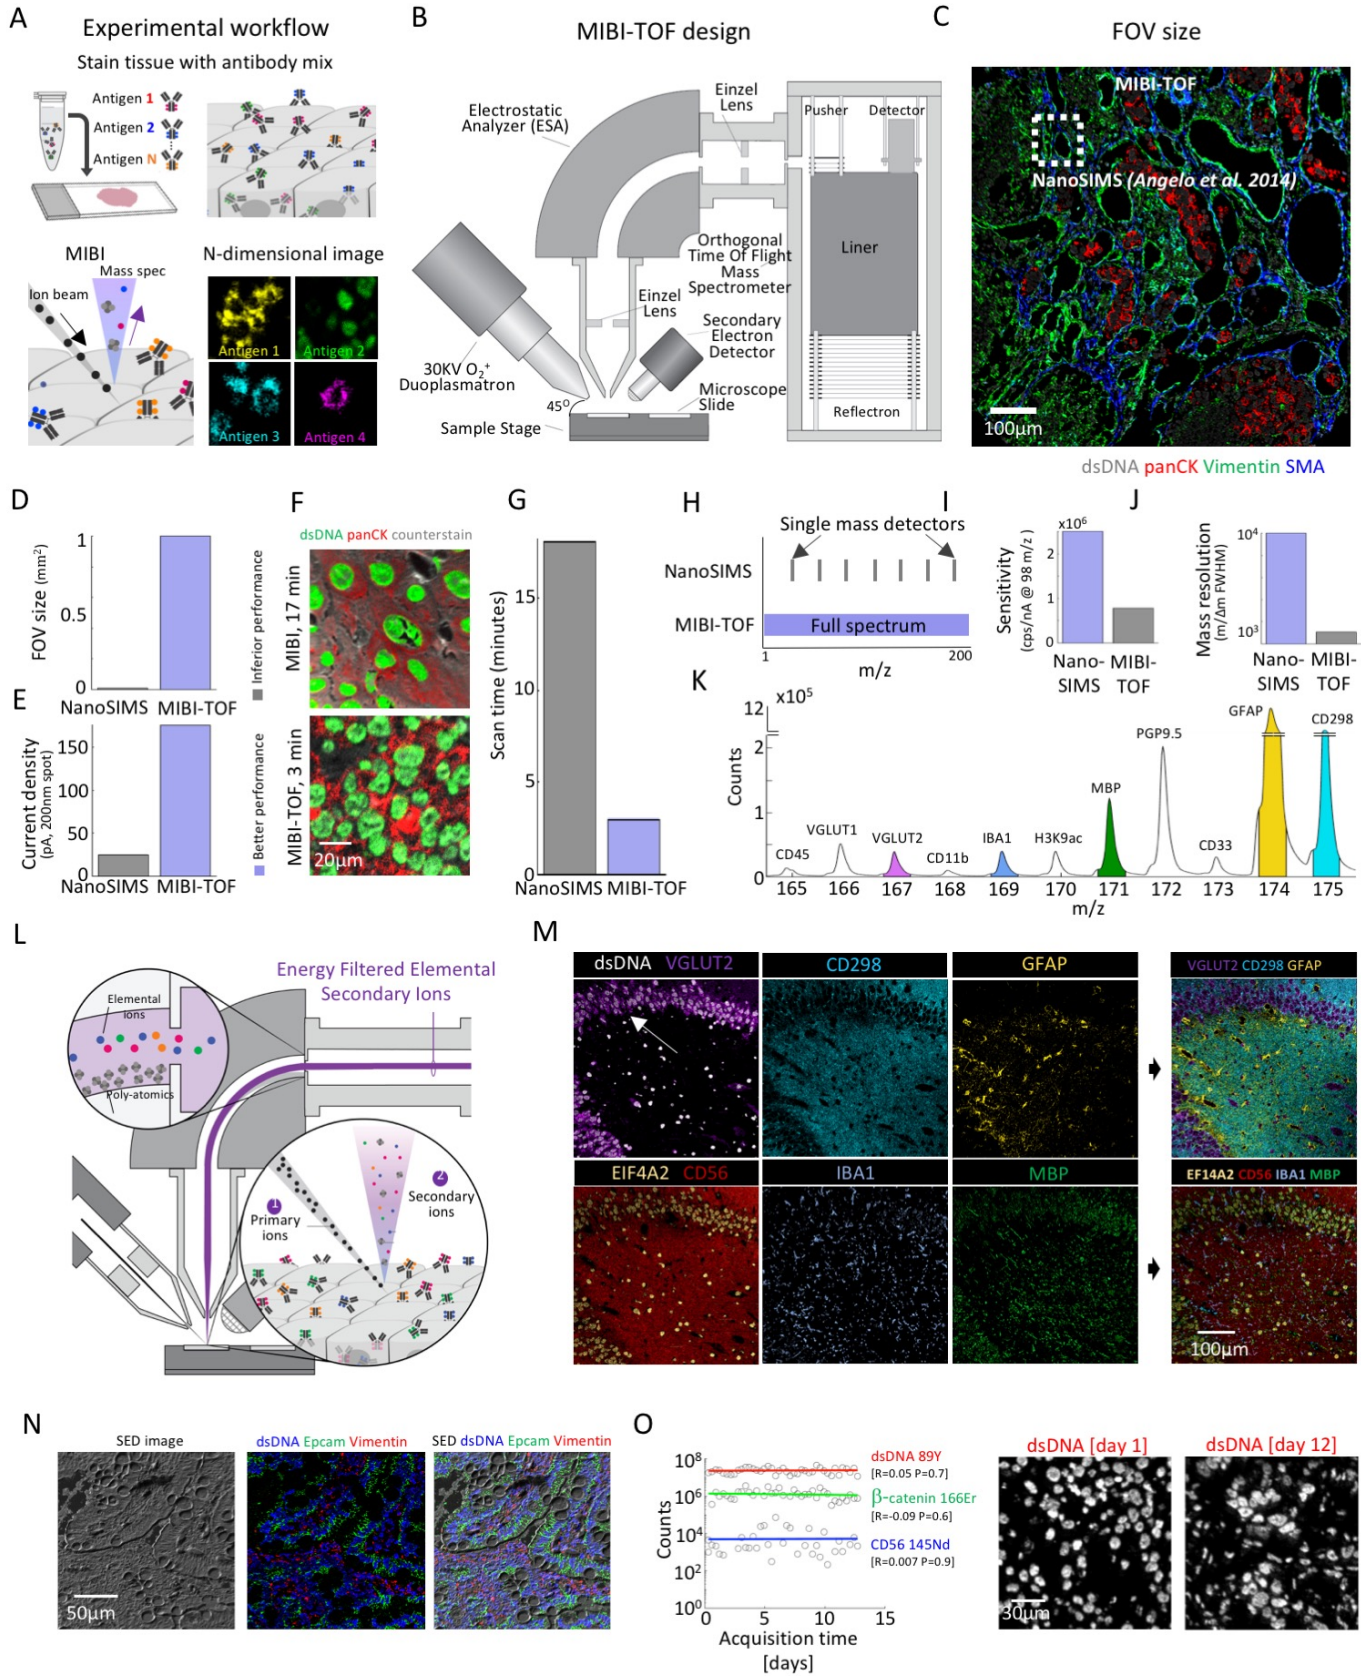 A
Experimental workflow
Stain tissue with antibody mix
Antigen 1
Antigen 2
Antigen N
MIBI
Mass spec
Ion beam
N-dimensional image
Antigen 1
Antigen 2
Antigen 3
Antigen 4
B
MIBI-TOF design
Electrostatic
Analyzer (ESA)
Einzel
Lens
Pusher
Detector
Orthogonal
Time Of Flight
Mass
Spectrometer
Liner
Einzel
Lens
Secondary
Electron
Detector
30KV O₂⁺
Duoplasmatron
Microscope
Slide
45°
Sample Stage
Reflectron
C
FOV size
MIBI-TOF
NanoSIMS (Angelo et al. 2014)
100µm
dsDNA panCK Vimentin SMA
D
FOV size (mm²)
1
0.5
0
NanoSIMS MIBI-TOF
Inferior performance
Better performance
E
Current density
(pA, 200nm spot)
150
100
50
0
NanoSIMS MIBI-TOF
F
dsDNA panCK counterstain
MIBI, 17 min
MIBI-TOF, 3 min
20µm
G
Scan time (minutes)
15
10
5
0
NanoSIMS MIBI-TOF
H
Single mass detectors
NanoSIMS
MIBI-TOF
Full spectrum
1
200
m/z
I
x10⁶
Sensitivity
(cps/nA @ 98 m/z )
2
1
0
Nano-
SIMS
MIBI-
TOF
J
Mass resolution
(m/Δm FWHM)
10⁴
10³
Nano-
SIMS
MIBI-
TOF
K
x10⁵
Counts
12
2
1
0
CD45
VGLUT1
VGLUT2
CD11b
IBA1
H3K9ac
MBP
PGP9.5
CD33
GFAP
CD298
165 166 167 168 169 170 171 172 173 174 175
m/z
L
Energy Filtered Elemental
Secondary Ions
Elemental
ions
Poly-atomics
1
Primary
ions
2
Secondary
ions
M
dsDNA VGLUT2
CD298
GFAP
VGLUT2 CD298 GFAP
EIF4A2 CD56
IBA1
MBP
EF14A2 CD56 IBA1 MBP
100µm
N
SED image
dsDNA Epcam Vimentin
SED dsDNA Epcam Vimentin
50µm
O
Counts
10⁸
10⁶
10⁴
10²
10⁰
0 5 10 15
Acquisition time
[days]
dsDNA 89Y
[R=0.05 P=0.7]
β-catenin 166Er
[R=-0.09 P=0.6]
CD56 145Nd
[R=0.007 P=0.9]
dsDNA [day 1]
dsDNA [day 12]
30µm